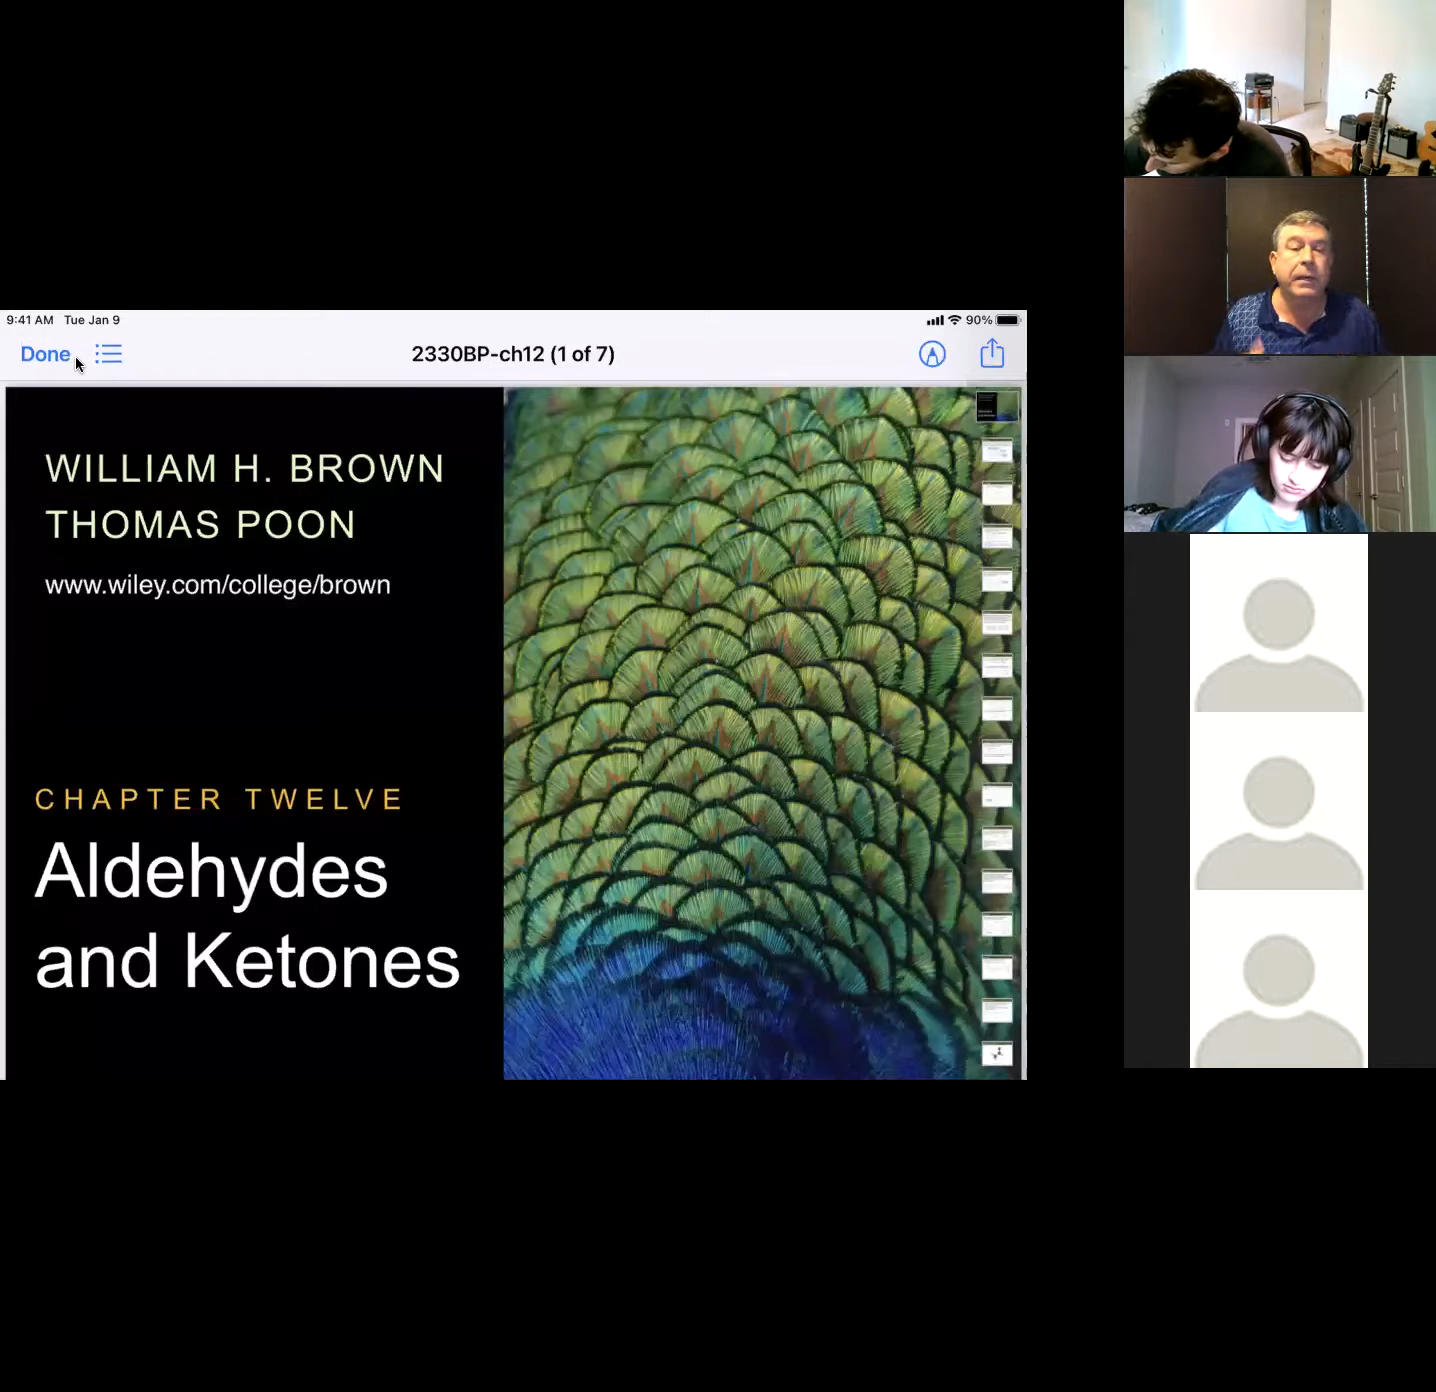 9:41 AM Tue Jan 9
90%
Done
2330BP-ch12 (1 of 7)
WILLIAM H. BROWN
THOMAS POON
www.wiley.com/college/brown
CHAPTER TWELVE
Aldehydes
and Ketones